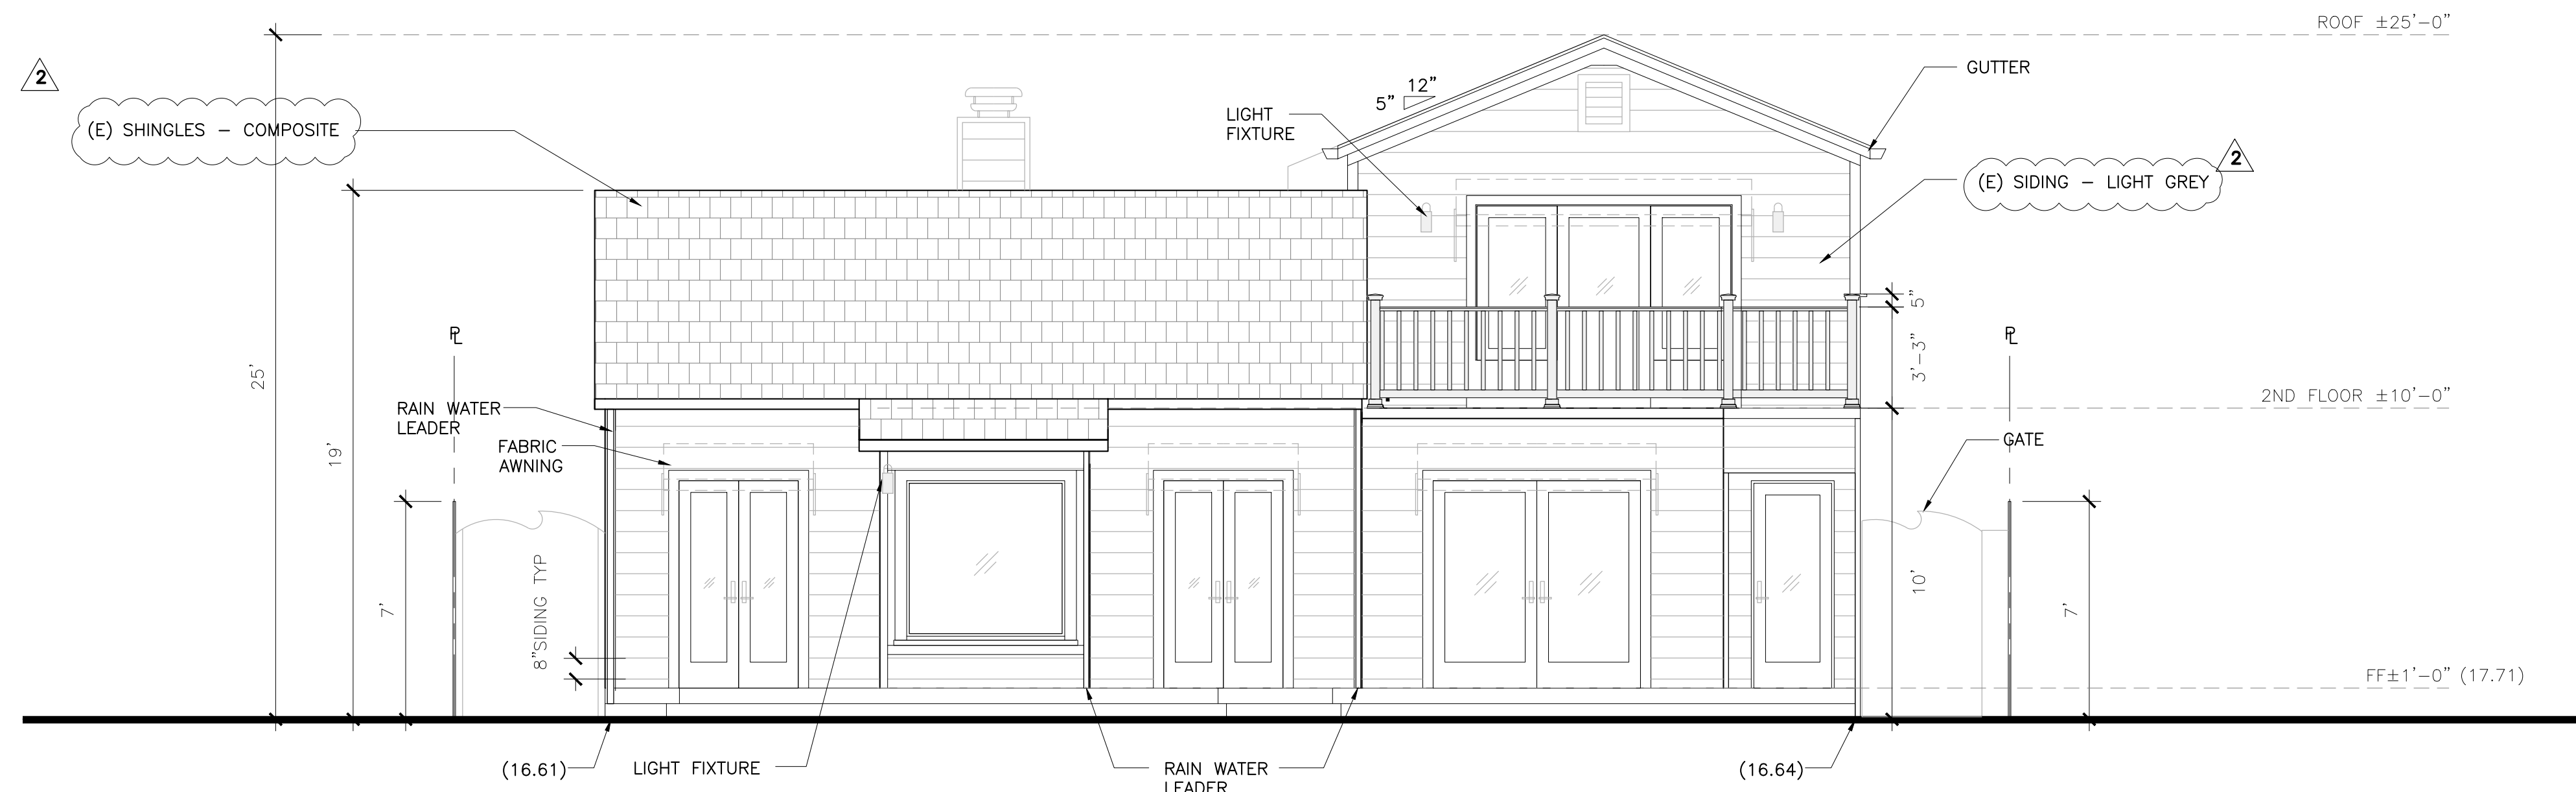 ROOF ±25'-0"
2
(E) SHINGLES - COMPOSITE
12"
5"
LIGHT
FIXTURE
GUTTER
2
(E) SIDING - LIGHT GREY
5"
3'-3"
PL
PL
25'
19'
RAIN WATER
LEADER
FABRIC
AWNING
2ND FLOOR ±10'-0"
GATE
7'
8"SIDING TYP
10'
7'
FF±1'-0" (17.71)
(16.61)
LIGHT FIXTURE
RAIN WATER
LEADER
(16.64)